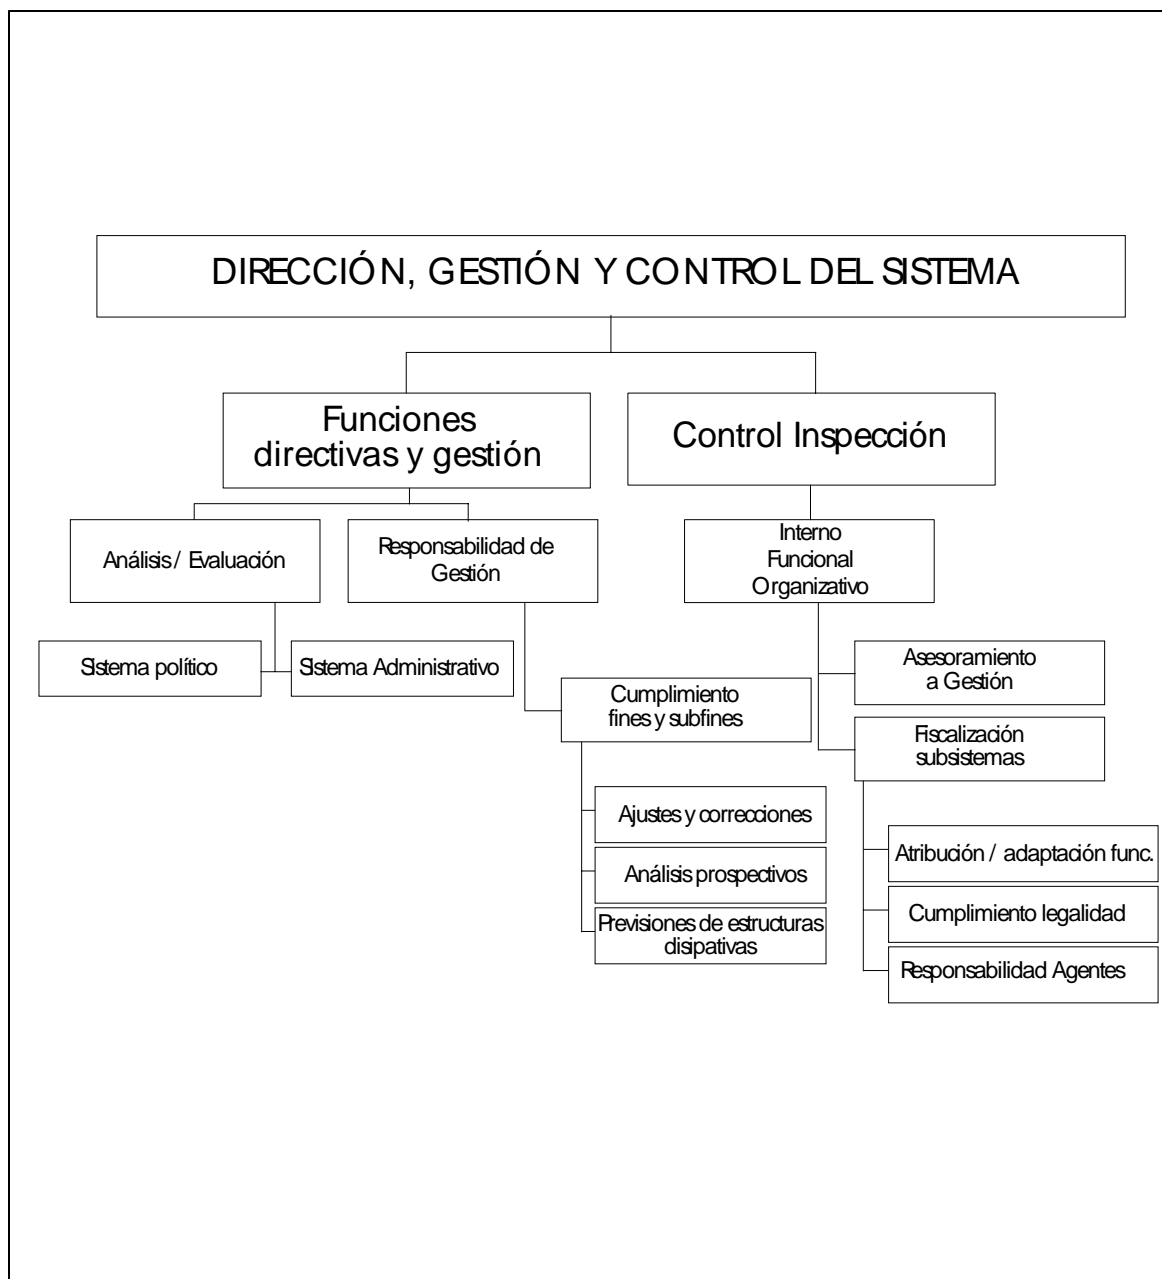 DIRECCIÓN, GESTIÓN Y CONTROL DEL SISTEMA
Funciones
directivas y gestión
Control Inspección
Análisis / Evaluación
Responsabilidad de
Gestión
Interno
Funcional
Organizativo
Sistema político
Sistema Administrativo
Asesoramiento
a Gestión
Cumplimiento
fines y subfines
Fiscalización
subsistemas
Ajustes y correcciones
Análisis prospectivos
Previsiones de estructuras
disipativas
Atribución / adaptación func.
Cumplimiento legalidad
Responsabilidad Agentes